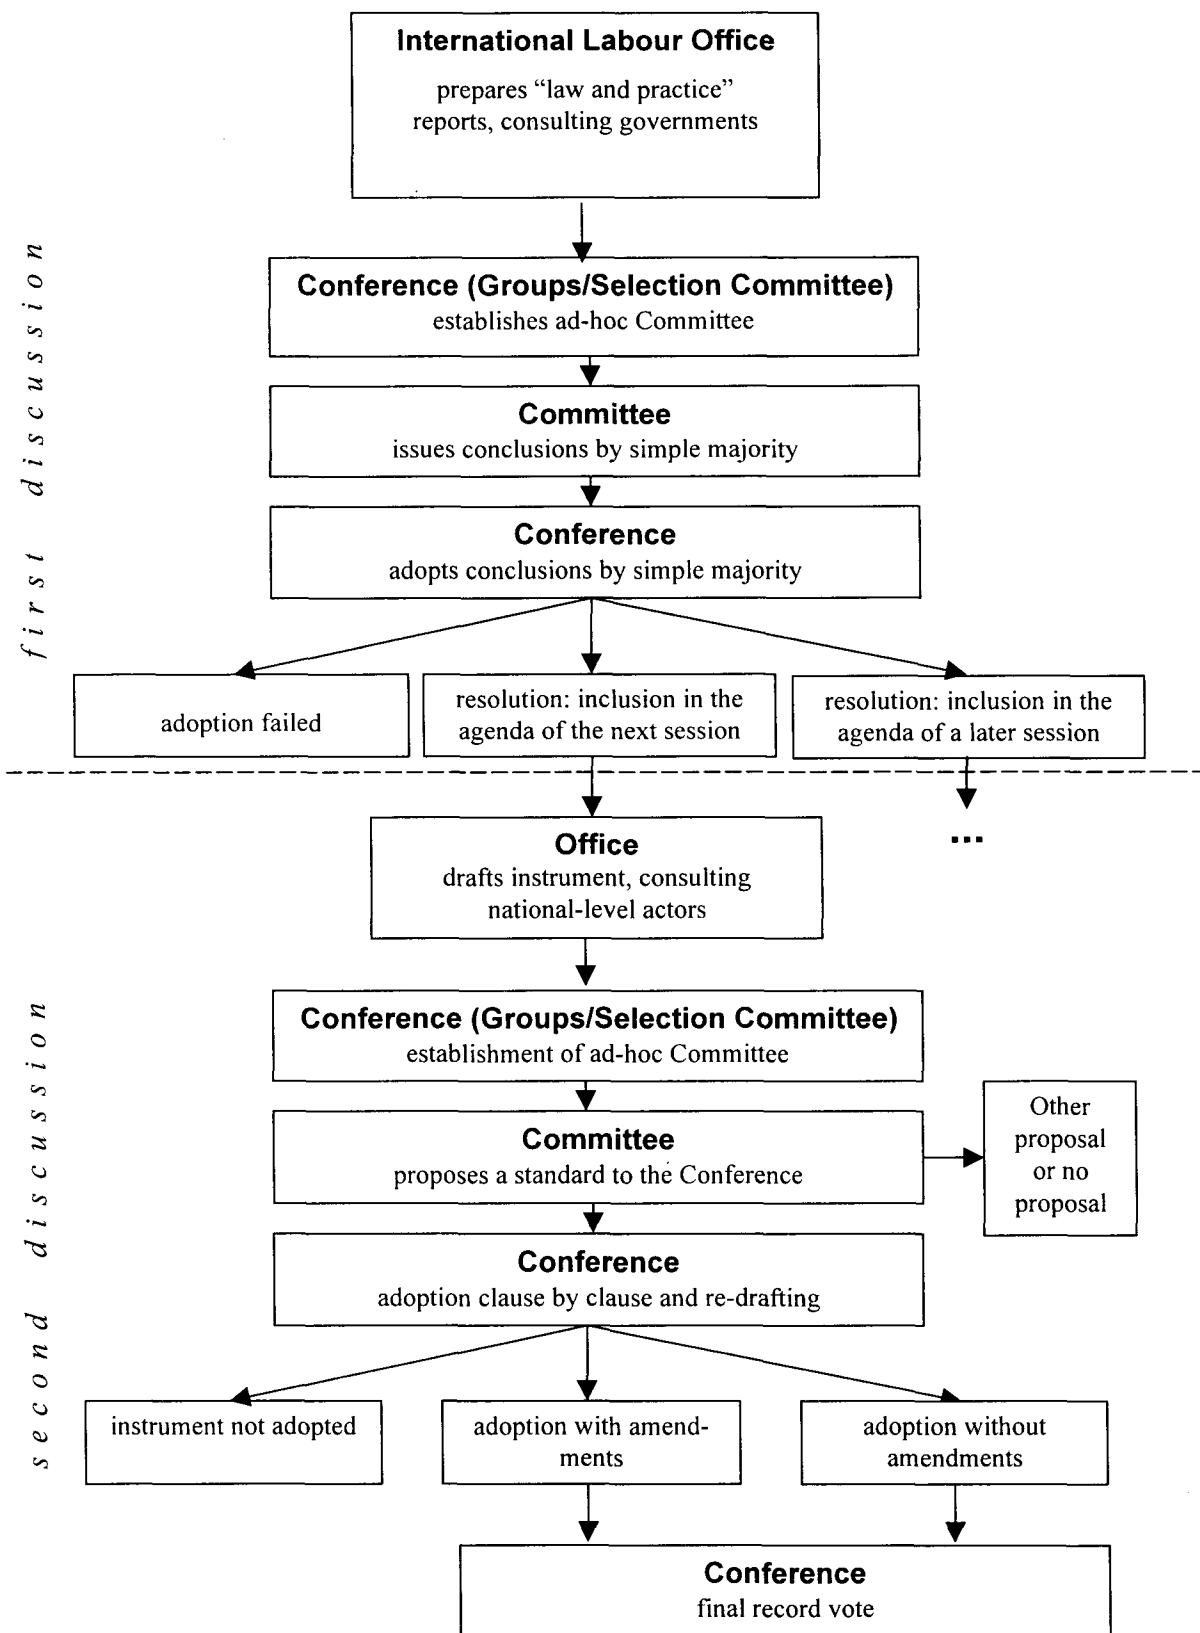 International Labour Office
prepares “law and practice”
reports, consulting governments
first discussion
Conference (Groups/Selection Committee)
establishes ad-hoc Committee
Committee
issues conclusions by simple majority
Conference
adopts conclusions by simple majority
adoption failed
resolution: inclusion in the
agenda of the next session
resolution: inclusion in the
agenda of a later session
Office
drafts instrument, consulting
national-level actors
...
second discussion
Conference (Groups/Selection Committee)
establishment of ad-hoc Committee
Committee
proposes a standard to the Conference
Other
proposal
or no
proposal
Conference
adoption clause by clause and re-drafting
instrument not adopted
adoption with amend-
ments
adoption without
amendments
Conference
final record vote